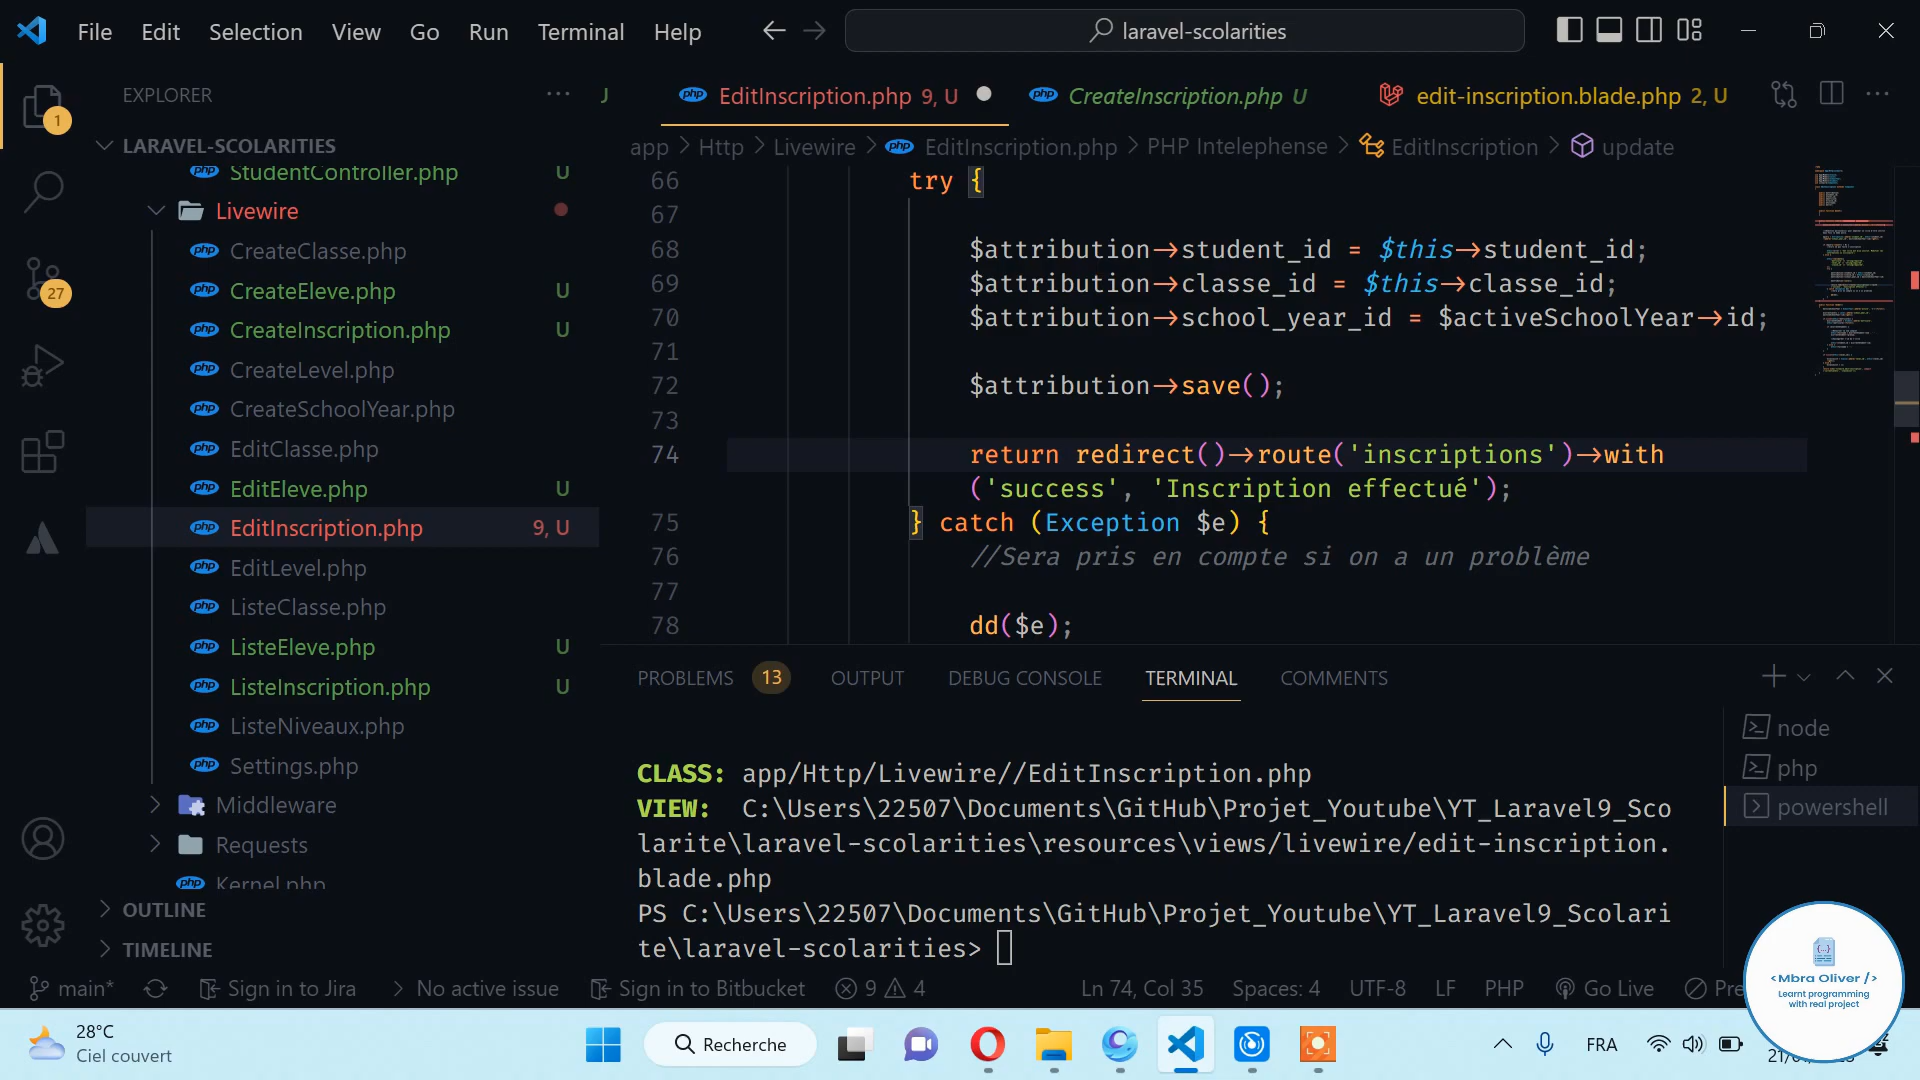 File Edit Selection View Go Run Terminal Help
laravel-scolarities
EXPLORER
LARAVEL-SCOLARITIES
StudentController.php U
Livewire
CreateClasse.php
CreateEleve.php U
CreateInscription.php U
CreateLevel.php
CreateSchoolYear.php
EditClasse.php
EditEleve.php U
EditInscription.php 9, U
EditLevel.php
ListeClasse.php
ListeEleve.php U
ListeInscription.php U
ListeNiveaux.php
Settings.php
Middleware
Requests
Kernel.php
OUTLINE
TIMELINE
1
27
J
EditInscription.php 9, U
CreateInscription.php U
edit-inscription.blade.php 2, U
app > Http > Livewire > EditInscription.php > PHP Intelephense > EditInscription > update
66 try {
67
68 $attribution->student_id = $this->student_id;
69 $attribution->classe_id = $this->classe_id;
70 $attribution->school_year_id = $activeSchoolYear->id;
71
72 $attribution->save();
73
74 return redirect()->route('inscriptions')->with
('success', 'Inscription effectué');
75 } catch (Exception $e) {
76 //Sera pris en compte si on a un problème
77
78 dd($e);
PROBLEMS 13 OUTPUT DEBUG CONSOLE TERMINAL COMMENTS
CLASS: app/Http/Livewire//EditInscription.php
VIEW: C:\Users\22507\Documents\GitHub\Projet_Youtube\YT_Laravel9_Sco
larite\laravel-scolarities\resources\views/livewire/edit-inscription.
blade.php
PS C:\Users\22507\Documents\GitHub\Projet_Youtube\YT_Laravel9_Scolari
te\laravel-scolarities>
node
php
powershell
main* Sign in to Jira No active issue Sign in to Bitbucket 9 4 Ln 74, Col 35 Spaces: 4 UTF-8 LF PHP Go Live
{...}
<Mbra Oliver />
Learnt programming
with real project
28°C
Ciel couvert
Recherche
FRA